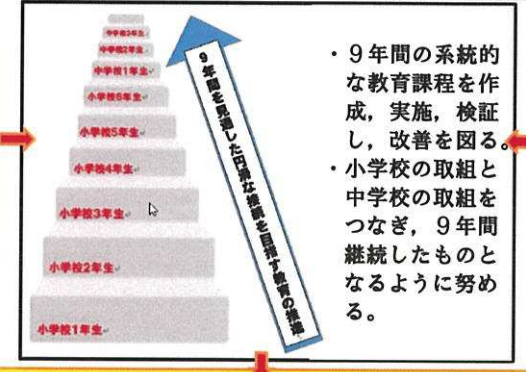 中学校3年生
中学校2年生
中学校1年生
小学校6年生
小学校5年生
小学校4年生
小学校3年生
小学校2年生
小学校1年生
9年間を見通した円滑な接続を目指す教育の推進
・9年間の系統的
な教育課程を作
成，実施，検証
し，改善を図る。
・小学校の取組と
中学校の取組を
つなぎ，9年間
継続したものと
なるように努め
る。